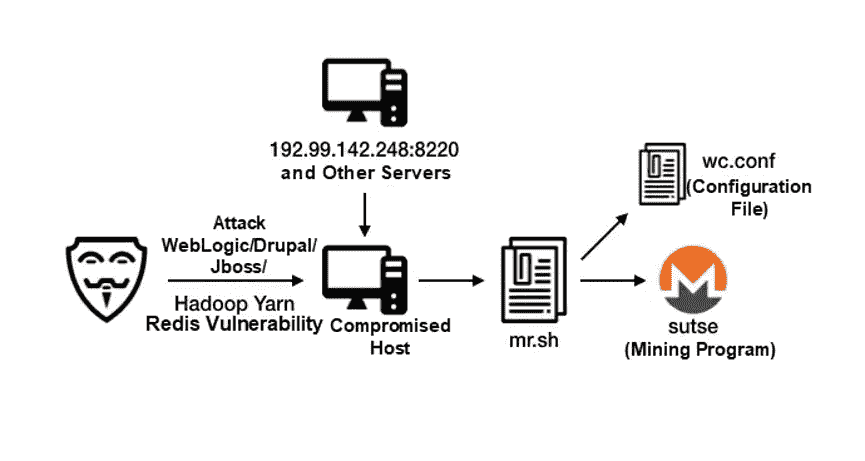 192.99.142.248:8220
and Other Servers
Attack
WebLogic/Drupal/
Jboss/
Hadoop Yarn
Redis Vulnerability
Compromised
Host
mr.sh
wc.conf
(Configuration
File)
sutse
(Mining Program)